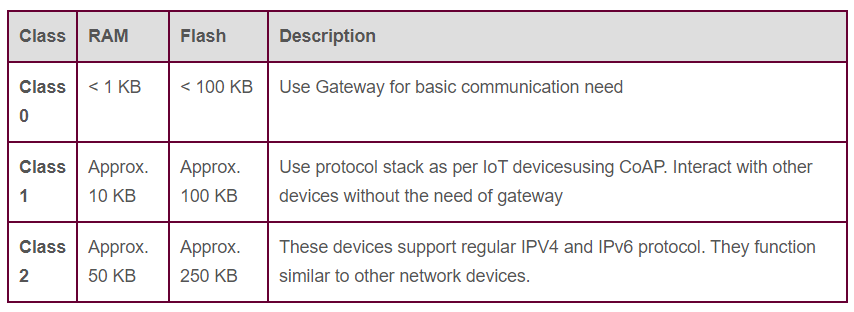 Class RAM Flash Description
Class 0 < 1 KB < 100 KB Use Gateway for basic communication need
Class 1 Approx. 10 KB Approx. 100 KB Use protocol stack as per IoT devicesusing CoAP. Interact with other devices without the need of gateway
Class 2 Approx. 50 KB Approx. 250 KB These devices support regular IPV4 and IPv6 protocol. They function similar to other network devices.